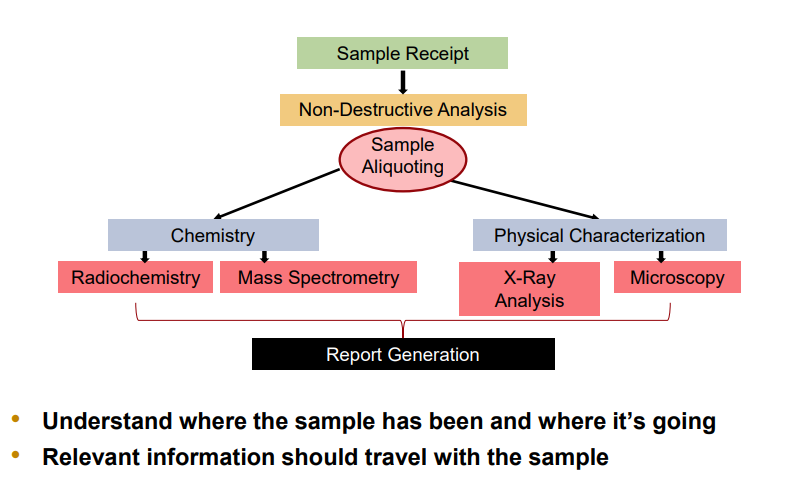 Sample Receipt
Non-Destructive Analysis
Sample
Aliquoting
Chemistry
Physical Characterization
Radiochemistry
Mass Spectrometry
X-Ray
Analysis
Microscopy
Report Generation
• Understand where the sample has been and where it’s going
• Relevant information should travel with the sample